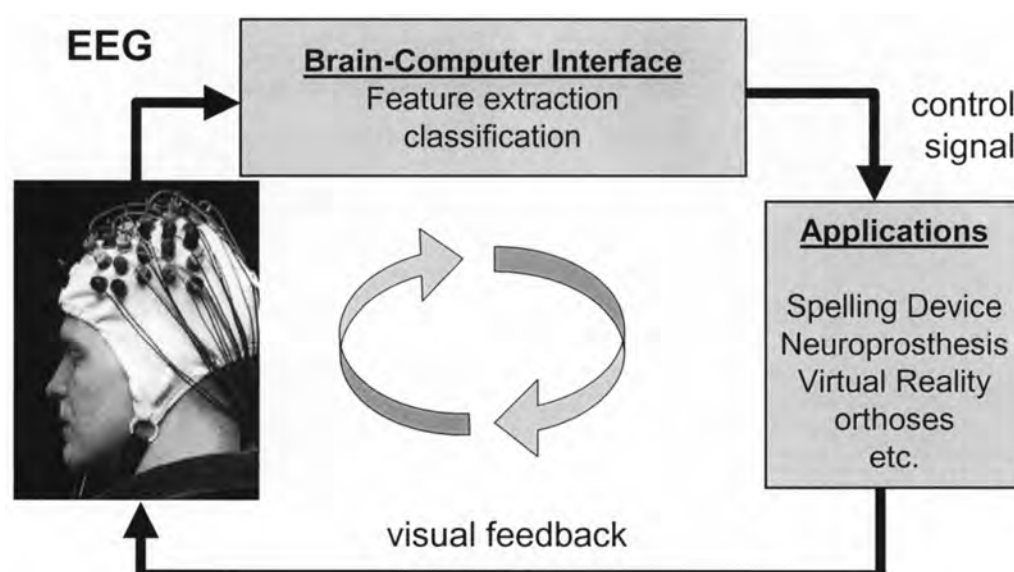 EEG
Brain-Computer Interface
Feature extraction
classification
control
signal
Applications
Spelling Device
Neuroprosthesis
Virtual Reality
orthoses
etc.
visual feedback